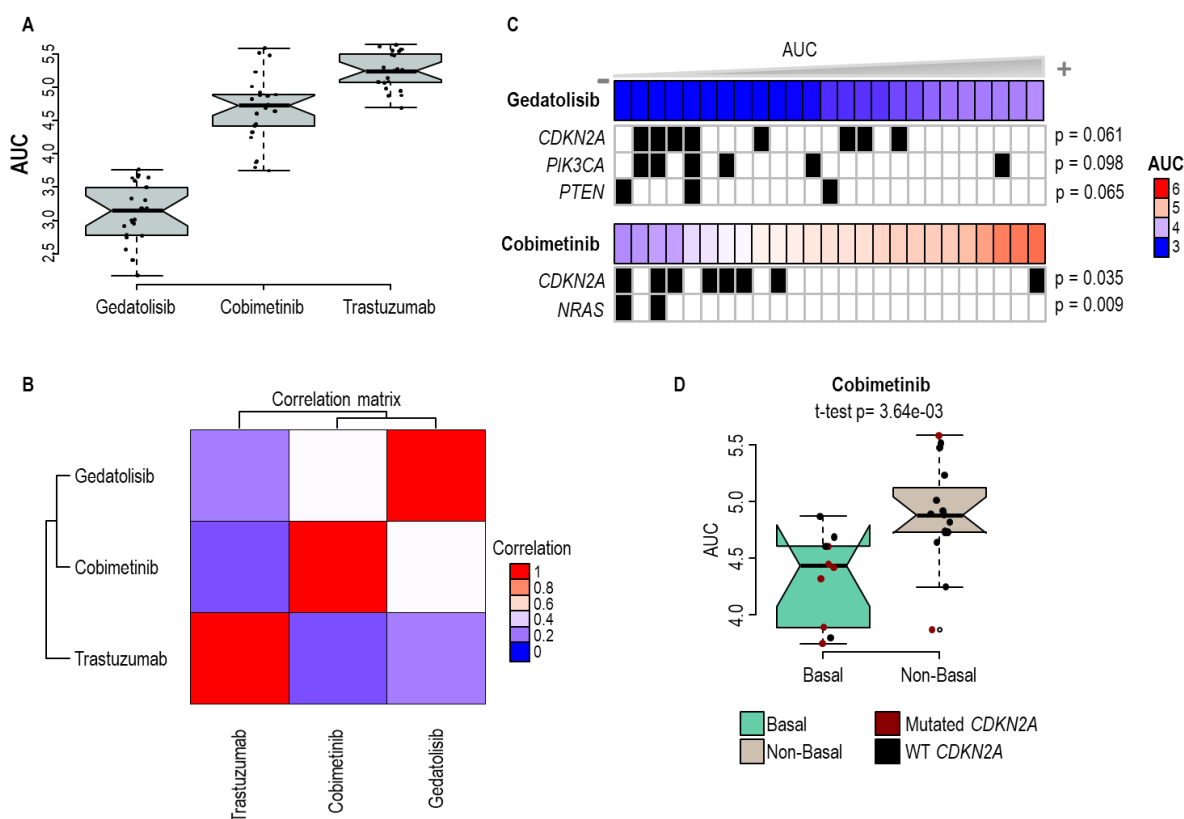 A
AUC
5.5
5.0
4.5
4.0
3.5
3.0
2.5
Gedatolisib
Cobimetinib
Trastuzumab
B
Correlation matrix
Gedatolisib
Cobimetinib
Trastuzumab
Trastuzumab
Cobimetinib
Gedatolisib
Correlation
1
0.8
0.6
0.4
0.2
0
C
AUC
−
+
Gedatolisib
CDKN2A
p = 0.061
PIK3CA
p = 0.098
PTEN
p = 0.065
Cobimetinib
CDKN2A
p = 0.035
NRAS
p = 0.009
AUC
6
5
4
3
D
Cobimetinib
t-test p= 3.64e-03
AUC
5.5
5.0
4.5
4.0
Basal
Non-Basal
Basal
Mutated CDKN2A
Non-Basal
WT CDKN2A